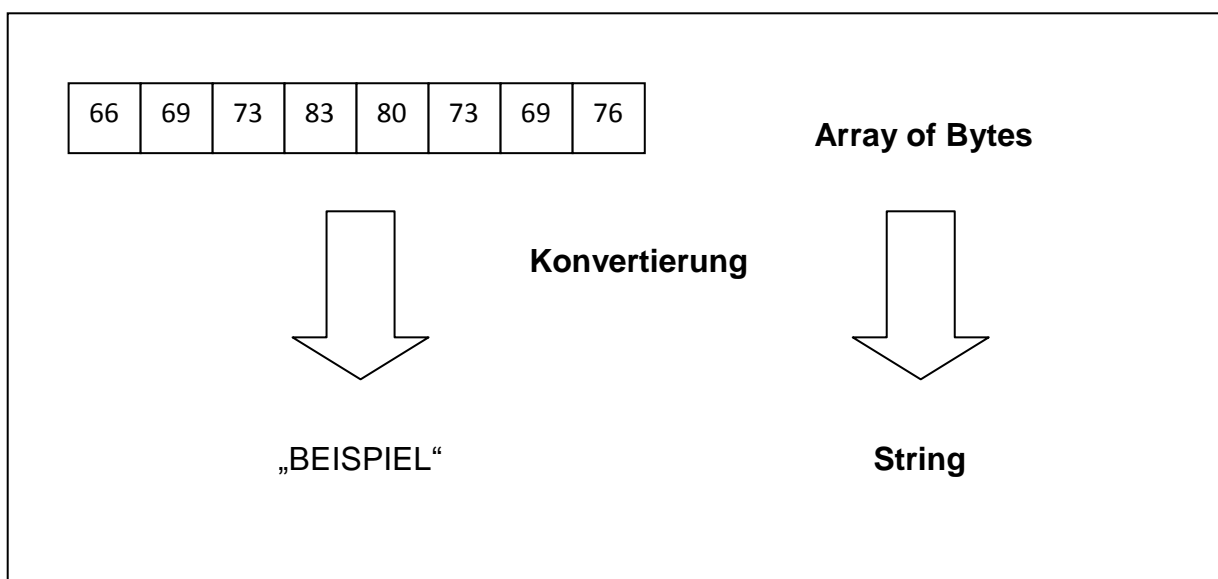 66 69 73 83 80 73 69 76
Array of Bytes
Konvertierung
„BEISPIEL“
String